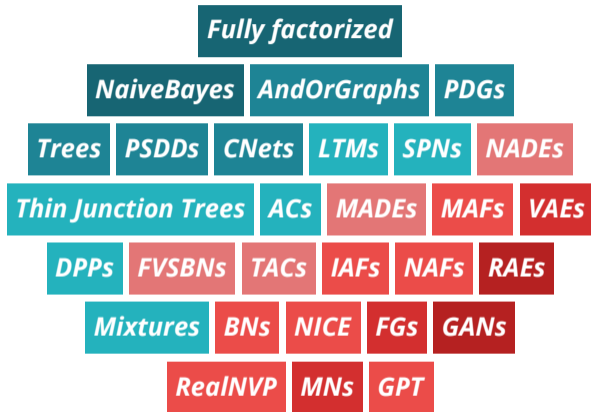 Fully factorized
NaiveBayes AndOrGraphs PDGs
Trees PSDDs CNets LTMs SPNs NADEs
Thin Junction Trees ACs MADEs MAFs VAEs
DPPs FVSBNs TACs IAFs NAFs RAEs
Mixtures BNs NICE FGs GANs
RealNVP MNs GPT